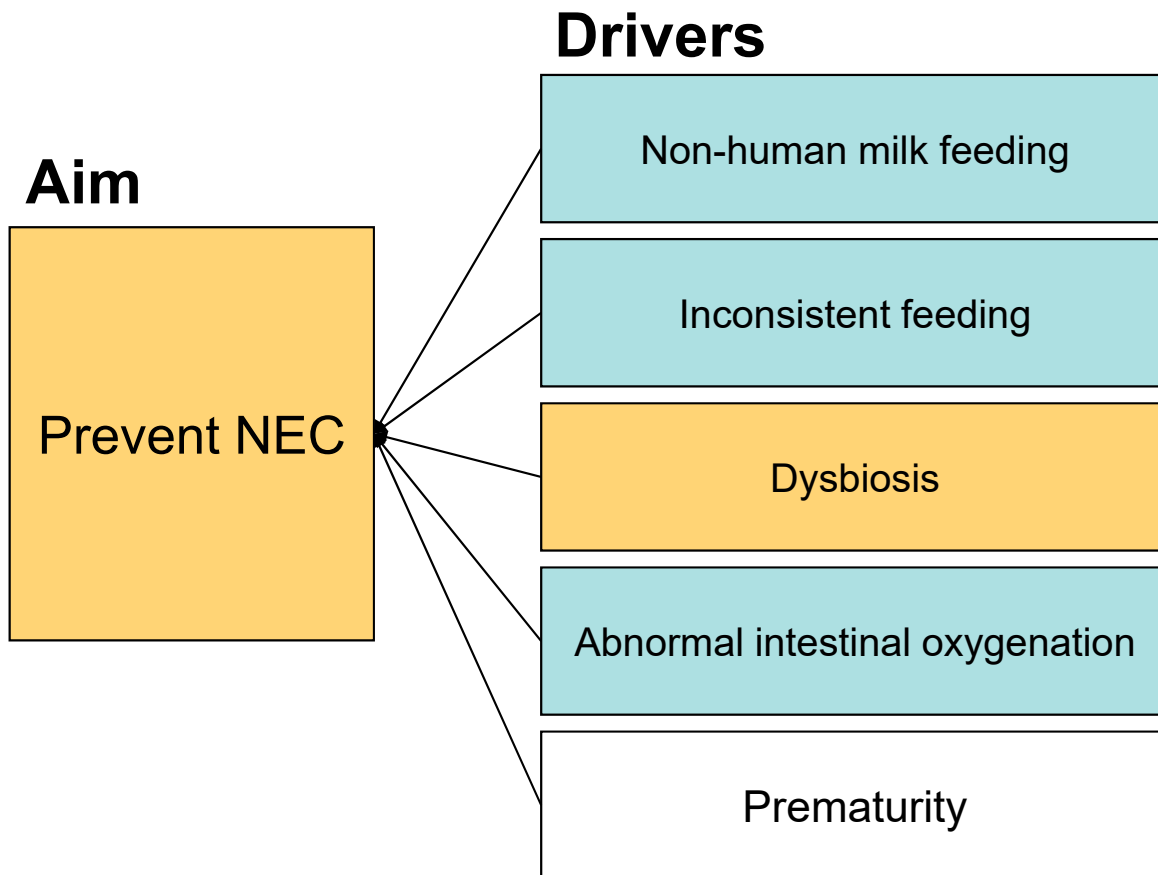 Drivers
Aim
Non-human milk feeding
Inconsistent feeding
Prevent NEC
Dysbiosis
Abnormal intestinal oxygenation
Prematurity